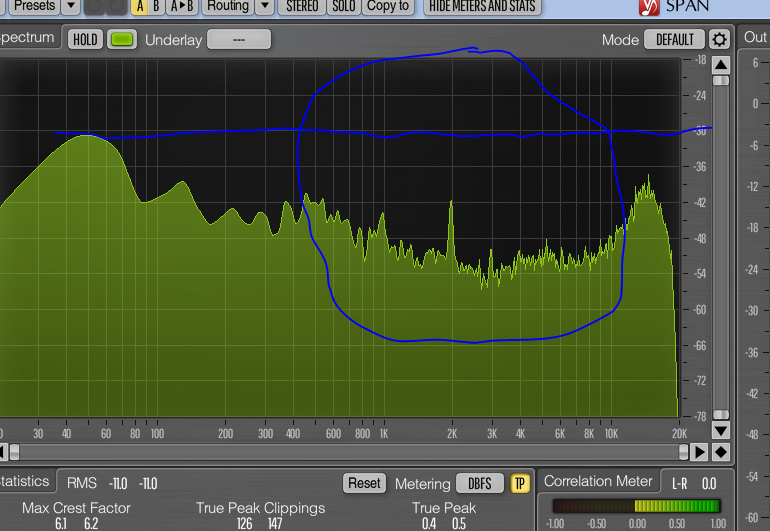 Presets A B A▸B Routing STEREO SOLO Copy to HIDE METERS AND STATS SPAN
Spectrum HOLD Underlay --- Mode DEFAULT Out
-18 6
-24 0
-30 -6
-36 -12
-42 -18
-48 -24
-54 -30
-60 -36
-66 -42
-72 -48
-78 -54
-60
30 40 60 80 100 200 300 400 600 800 1K 2K 3K 4K 6K 8K 10K 20K
Statistics RMS -11.0 -11.0 Reset Metering DBFS TP Correlation Meter L-R 0.0
Max Crest Factor True Peak Clippings True Peak
6.1 6.2 126 147 0.4 0.5
-1.00 -0.50 0.00 0.50 1.00